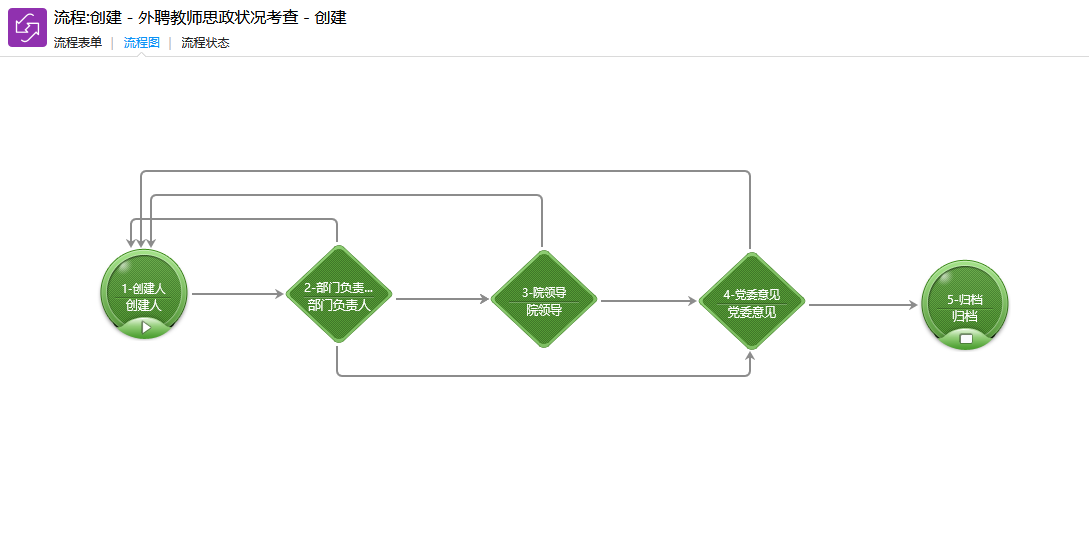 流程:创建 - 外聘教师思政状况考查 - 创建
流程表单 | 流程图 | 流程状态
1-创建人
创建人
2-部门负责...
部门负责人
3-院领导
院领导
4-党委意见
党委意见
5-归档
归档